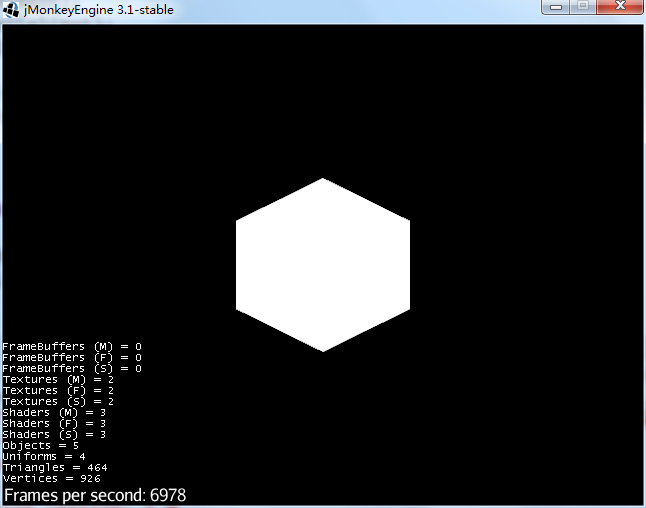 jMonkeyEngine 3.1-stable
FrameBuffers (M) = 0
FrameBuffers (F) = 0
FrameBuffers (S) = 0
Textures (M) = 2
Textures (F) = 2
Textures (S) = 2
Shaders (M) = 3
Shaders (F) = 3
Shaders (S) = 3
Objects = 5
Uniforms = 4
Triangles = 464
Vertices = 926
Frames per second: 6978